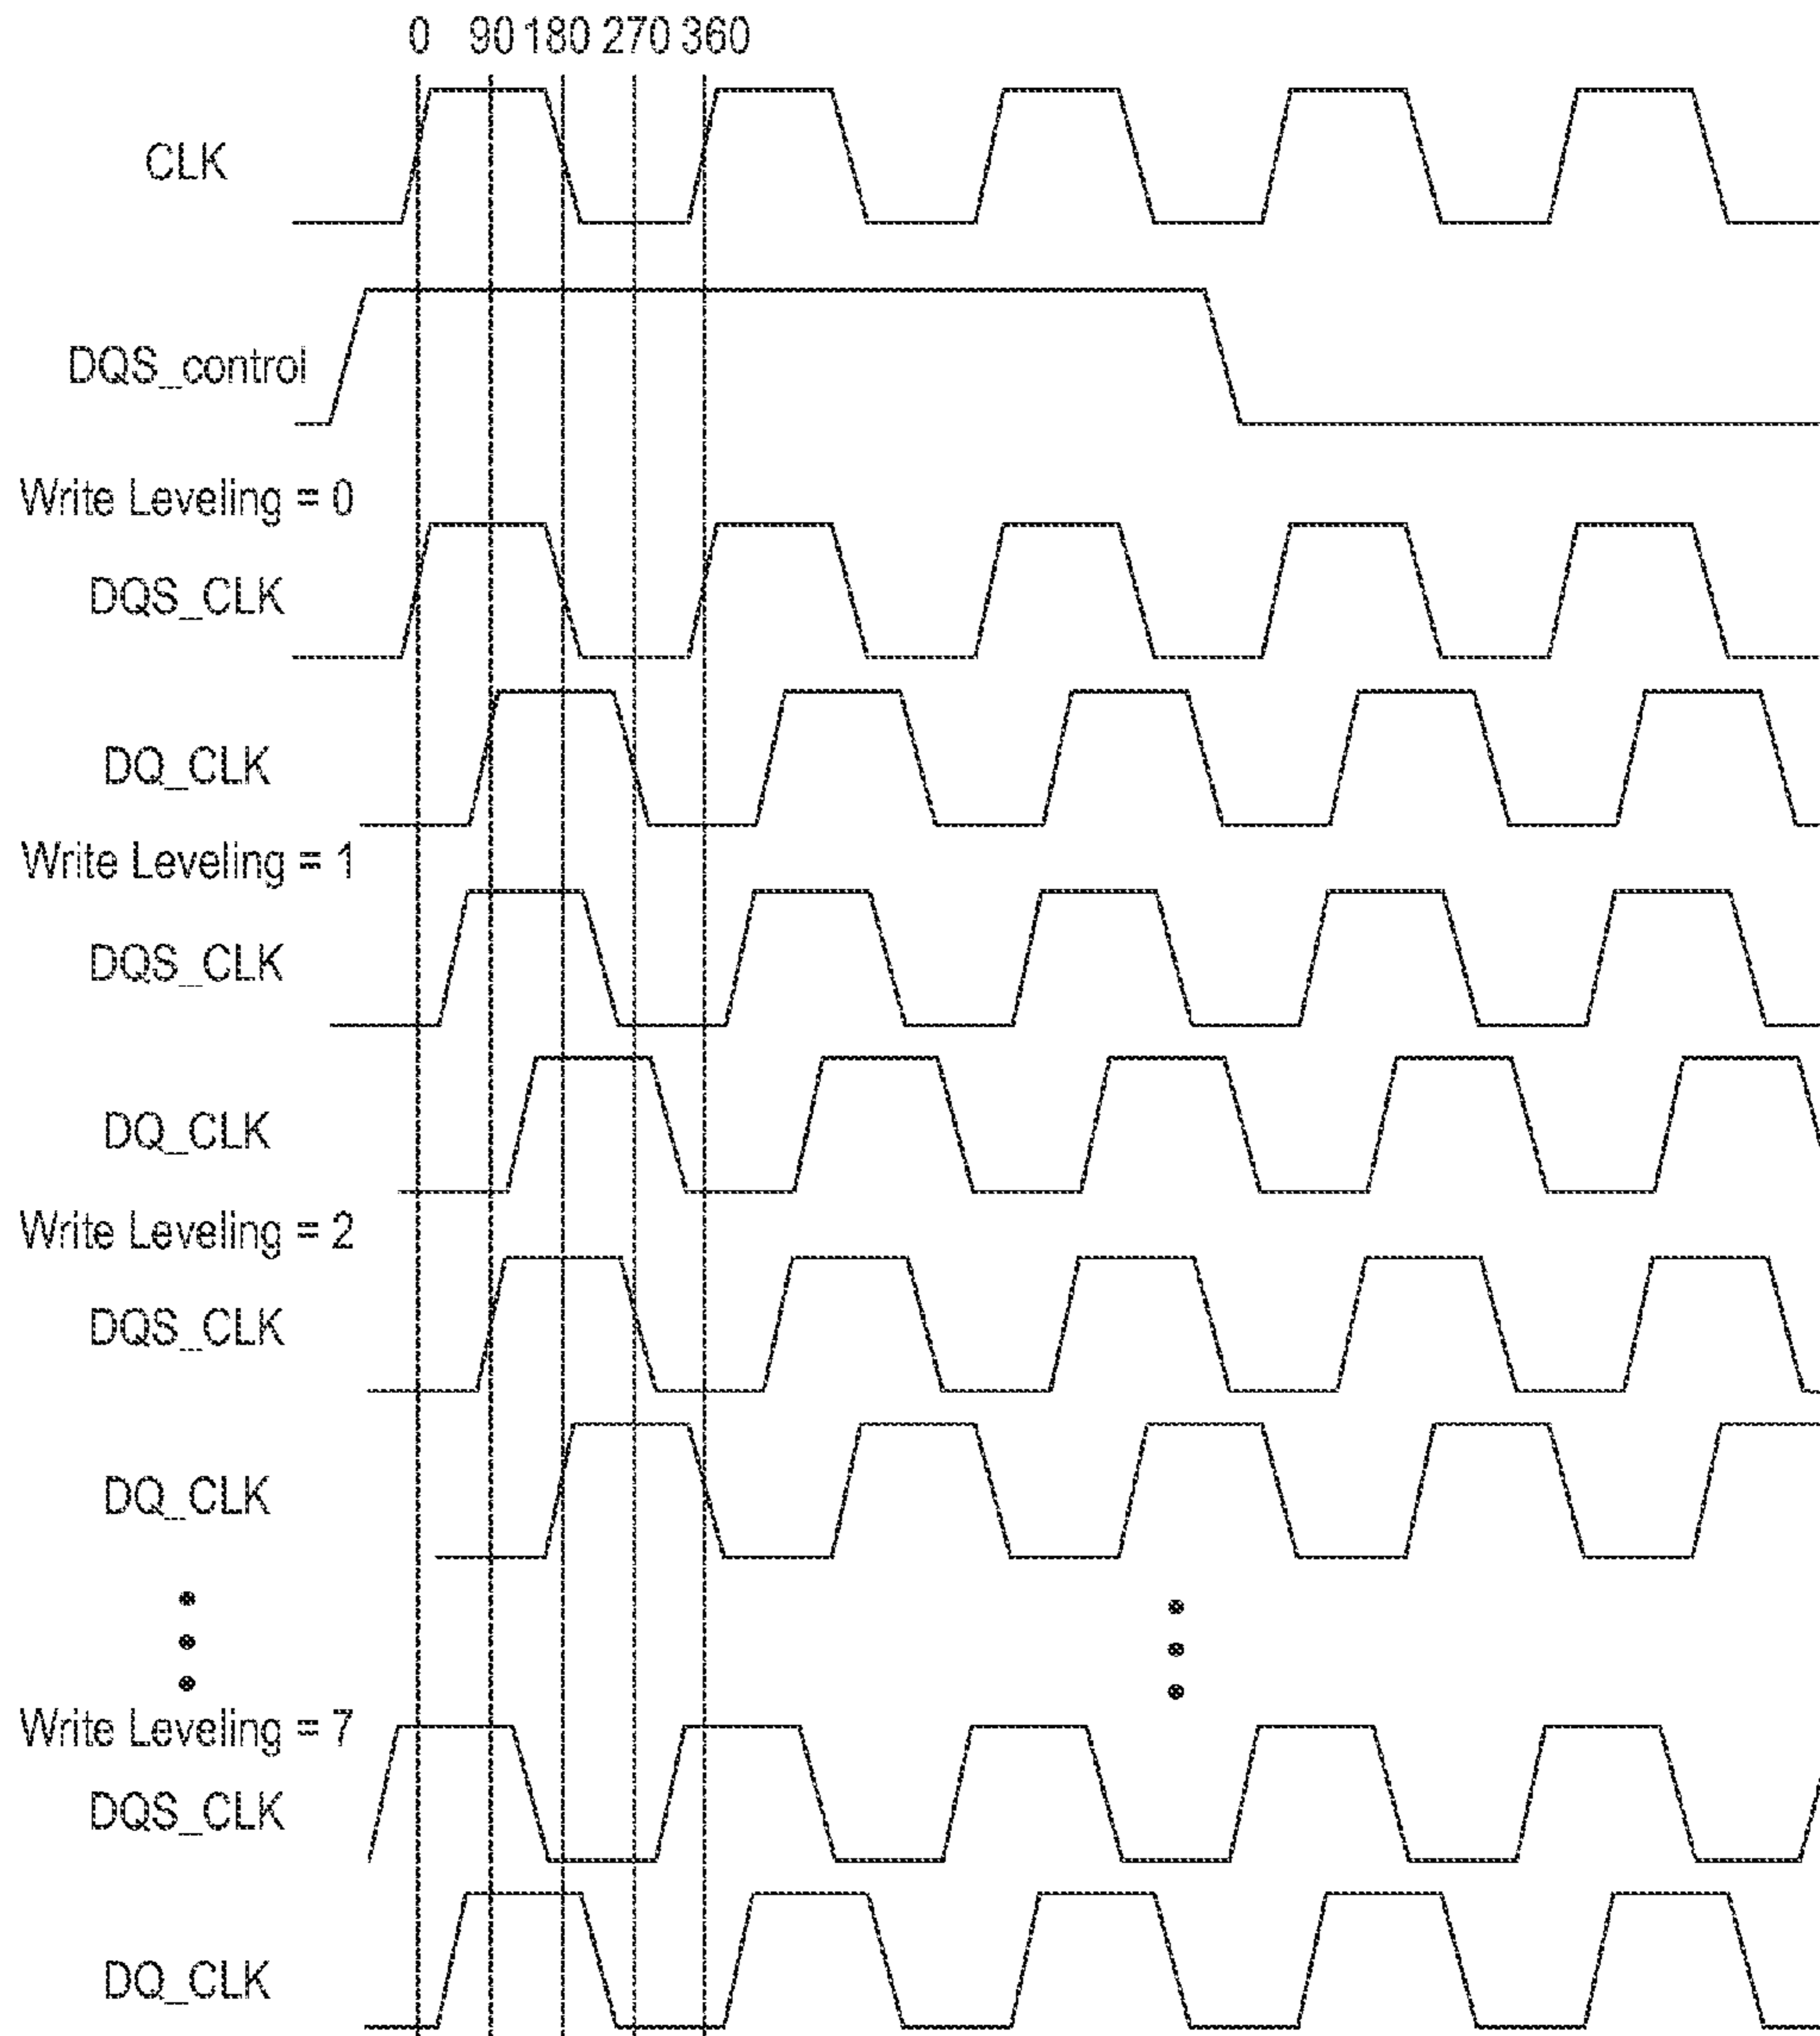 0 90 180 270 360
CLK
DQS_control
Write Leveling = 0
DQS_CLK
DQ_CLK
Write Leveling = 1
DQS_CLK
DQ_CLK
Write Leveling = 2
DQS_CLK
DQ_CLK
Write Leveling = 7
DQS_CLK
DQ_CLK